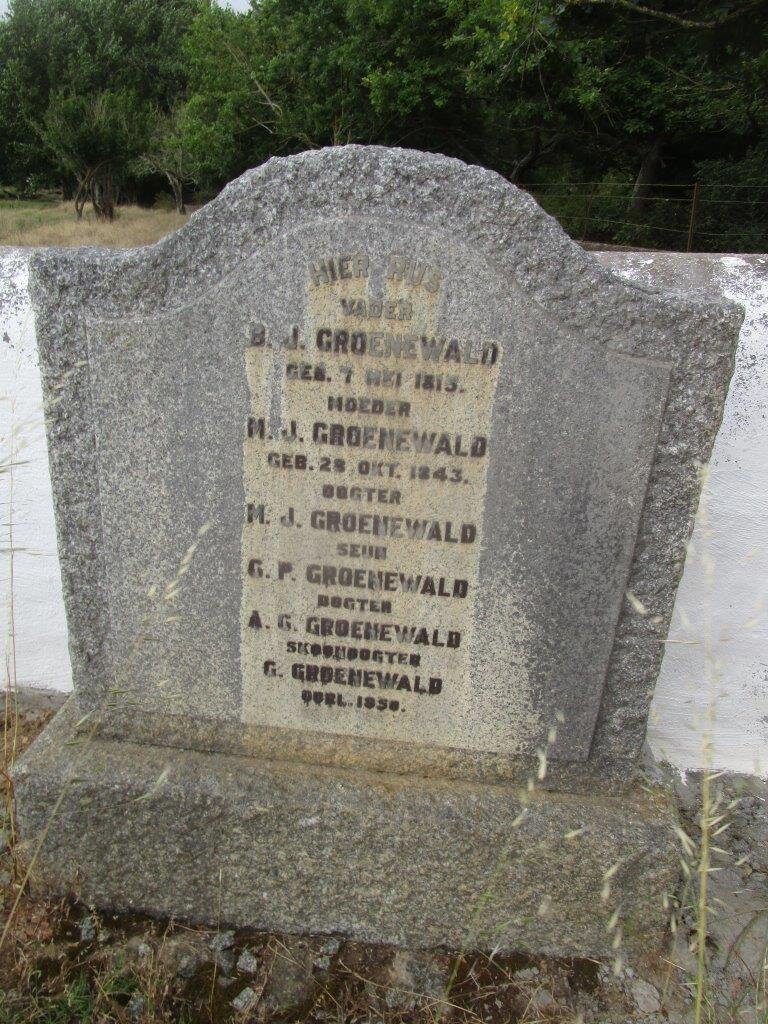 HIER RUS
VADER
B. J. GROENEWALD
GEB. 7 MEI 1815.
MOEDER
M. J. GROENEWALD
GEB. 28 OKT. 1843.
DOGTER
M. J. GROENEWALD
SEUN
G. P. GROENEWALD
DOGTER
A. G. GROENEWALD
SKOONDOGTER
G. GROENEWALD
OORL.